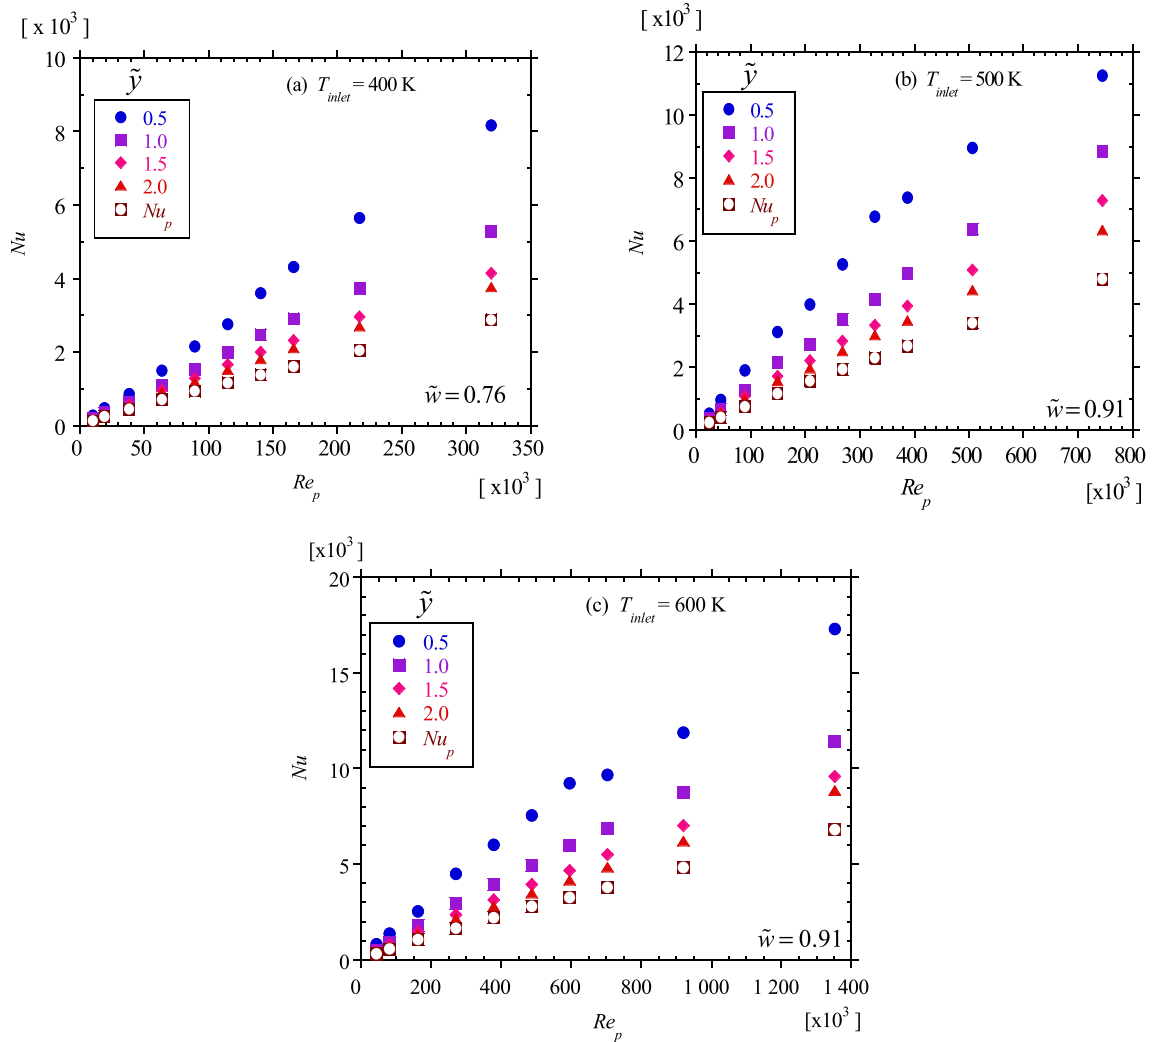 [ x 10³ ]
10
8
6
4
2
0
Nu
ỹ
0.5
1.0
1.5
2.0
Nu_p
(a) T_inlet = 400 K
w̃ = 0.76
0 50 100 150 200 250 300 350
Re_p
[ x10³ ]
[x10³ ]
12
10
8
6
4
2
0
Nu
ỹ
0.5
1.0
1.5
2.0
Nu_p
(b) T_inlet = 500 K
w̃ = 0.91
0 100 200 300 400 500 600 700 800
Re_p
[x10³ ]
[x10³ ]
20
15
10
5
0
Nu
ỹ
0.5
1.0
1.5
2.0
Nu_p
(c) T_inlet = 600 K
w̃ = 0.91
0 200 400 600 800 1 000 1 200 1 400
Re_p
[x10³ ]